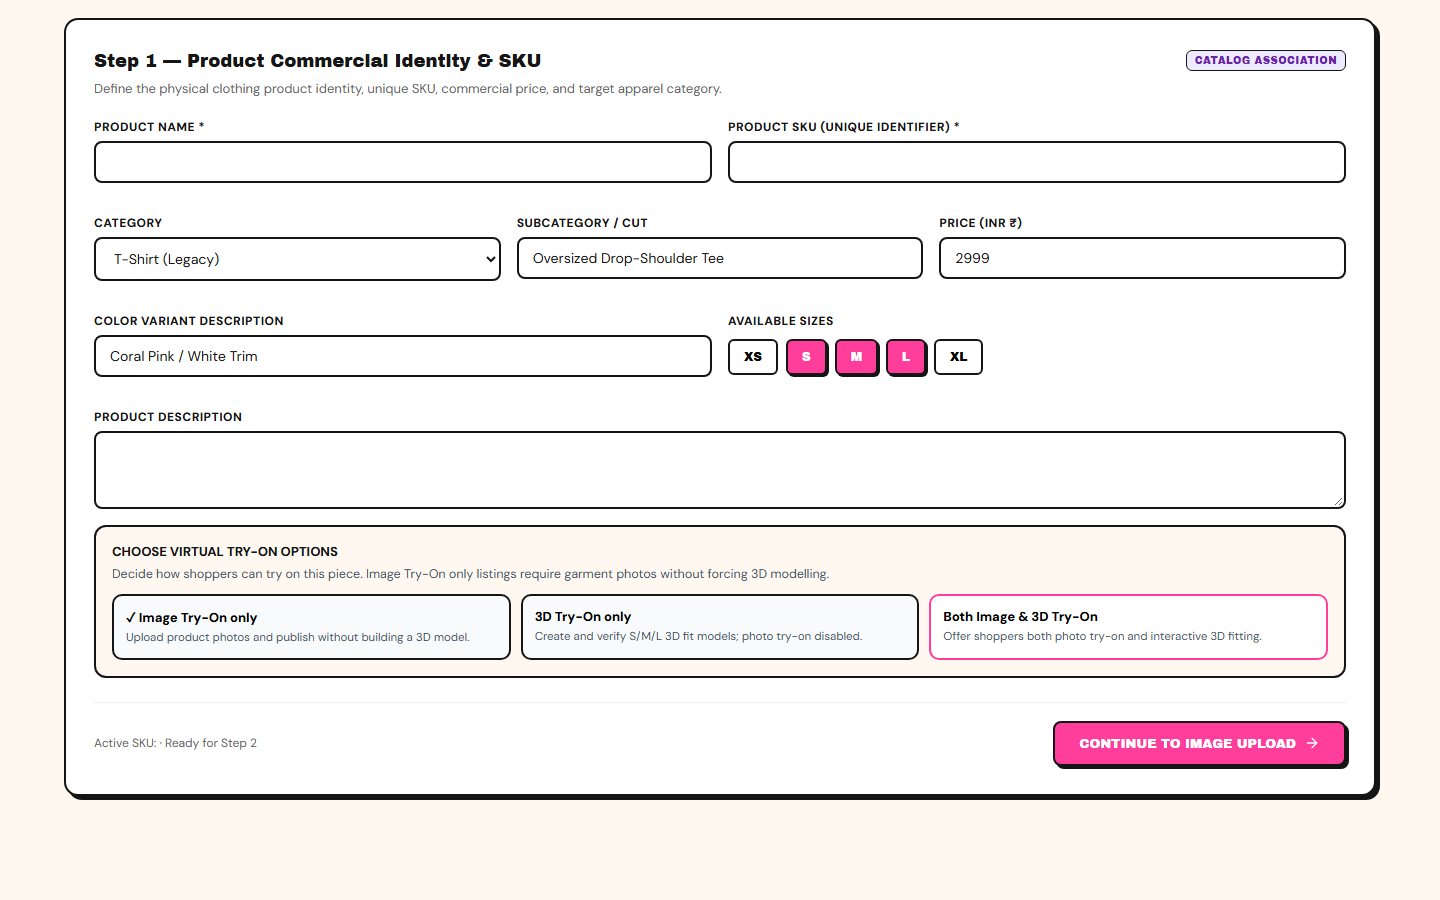 Step 1 — Product Commercial Identity & SKU
CATALOG ASSOCIATION
Define the physical clothing product identity, unique SKU, commercial price, and target apparel category.
PRODUCT NAME *
PRODUCT SKU (UNIQUE IDENTIFIER) *
CATEGORY
SUBCATEGORY / CUT
PRICE (INR ₹)
T-Shirt (Legacy)
Oversized Drop-Shoulder Tee
2999
COLOR VARIANT DESCRIPTION
AVAILABLE SIZES
Coral Pink / White Trim
XS
S
M
L
XL
PRODUCT DESCRIPTION
CHOOSE VIRTUAL TRY-ON OPTIONS
Decide how shoppers can try on this piece. Image Try-On only listings require garment photos without forcing 3D modelling.
✓ Image Try-On only
Upload product photos and publish without building a 3D model.
3D Try-On only
Create and verify S/M/L 3D fit models; photo try-on disabled.
Both Image & 3D Try-On
Offer shoppers both photo try-on and interactive 3D fitting.
Active SKU: · Ready for Step 2
CONTINUE TO IMAGE UPLOAD →